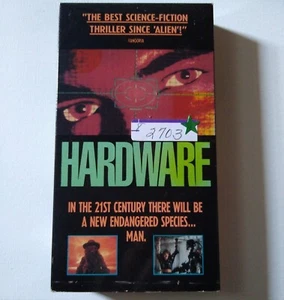 "THE BEST SCIENCE-FICTION
THRILLER SINCE 'ALIEN'!"
2703
HARDWARE
IN THE 21ST CENTURY THERE WILL BE
A NEW ENDANGERED SPECIES...
MAN.